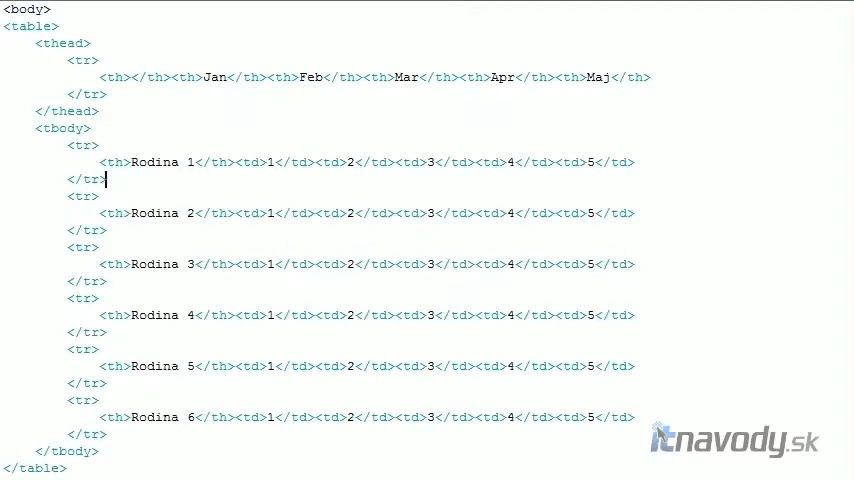 <body>
<table>
<thead>
<tr>
<th></th><th>Jan</th><th>Feb</th><th>Mar</th><th>Apr</th><th>Maj</th>
</tr>
</thead>
<tbody>
<tr>
<th>Rodina 1</th><td>1</td><td>2</td><td>3</td><td>4</td><td>5</td>
</tr>
<tr>
<th>Rodina 2</th><td>1</td><td>2</td><td>3</td><td>4</td><td>5</td>
</tr>
<tr>
<th>Rodina 3</th><td>1</td><td>2</td><td>3</td><td>4</td><td>5</td>
</tr>
<tr>
<th>Rodina 4</th><td>1</td><td>2</td><td>3</td><td>4</td><td>5</td>
</tr>
<tr>
<th>Rodina 5</th><td>1</td><td>2</td><td>3</td><td>4</td><td>5</td>
</tr>
<tr>
<th>Rodina 6</th><td>1</td><td>2</td><td>3</td><td>4</td><td>5</td>
</tr>
</tbody>
</table>
itnavody.sk